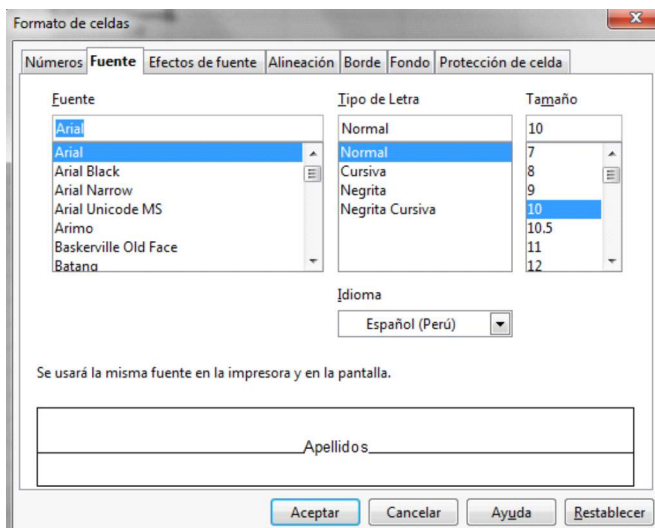 Formato de celdas
Números Fuente Efectos de fuente Alineación Borde Fondo Protección de celda
Fuente Tipo de Letra Tamaño
Arial Normal 10
Arial Normal 7
Arial Black Cursiva 8
Arial Narrow Negrita 9
Arial Unicode MS Negrita Cursiva 10
Arimo 10.5
Baskerville Old Face 11
Batang 12
Idioma
Español (Perú)
Se usará la misma fuente en la impresora y en la pantalla.
Apellidos
Aceptar Cancelar Ayuda Restablecer